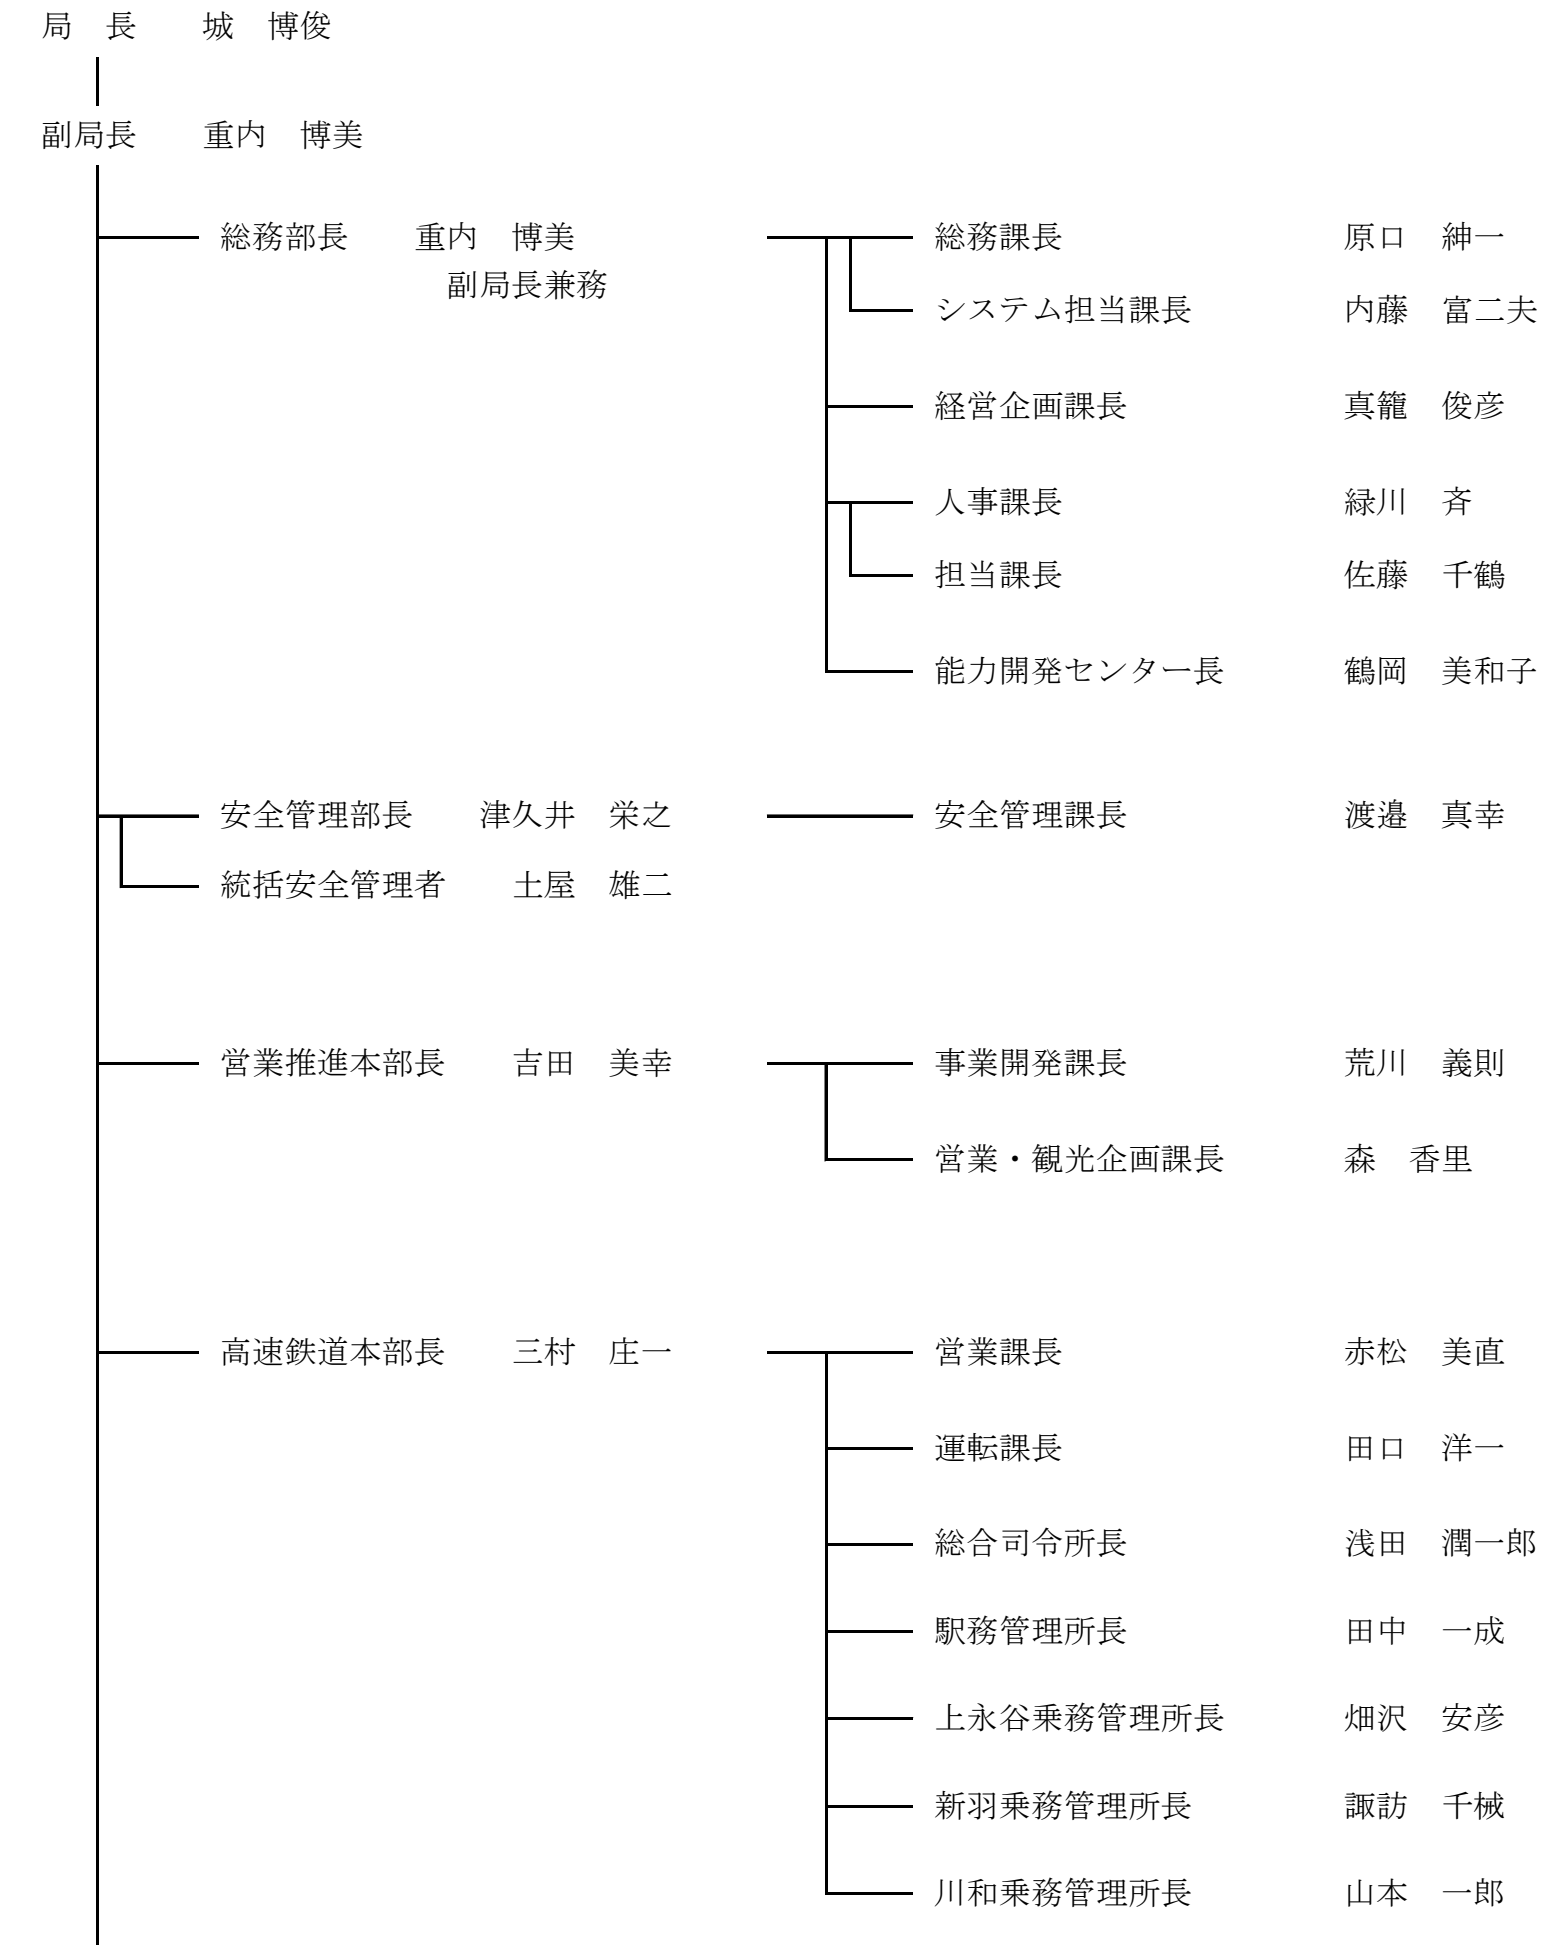 局　長　　城　博俊
副局長　　重内　博美
総務部長　　重内　博美　　総務課長　　原口　紳一
副局長兼務
システム担当課長　　内藤　富二夫
経営企画課長　　真籠　俊彦
人事課長　　緑川　斉
担当課長　　佐藤　千鶴
能力開発センター長　　鶴岡　美和子
安全管理部長　　津久井　栄之　　安全管理課長　　渡邉　真幸
統括安全管理者　　土屋　雄二
営業推進本部長　　吉田　美幸　　事業開発課長　　荒川　義則
営業・観光企画課長　　森　香里
高速鉄道本部長　　三村　庄一　　営業課長　　赤松　美直
運転課長　　田口　洋一
総合司令所長　　浅田　潤一郎
駅務管理所長　　田中　一成
上永谷乗務管理所長　　畑沢　安彦
新羽乗務管理所長　　諏訪　千械
川和乗務管理所長　　山本　一郎